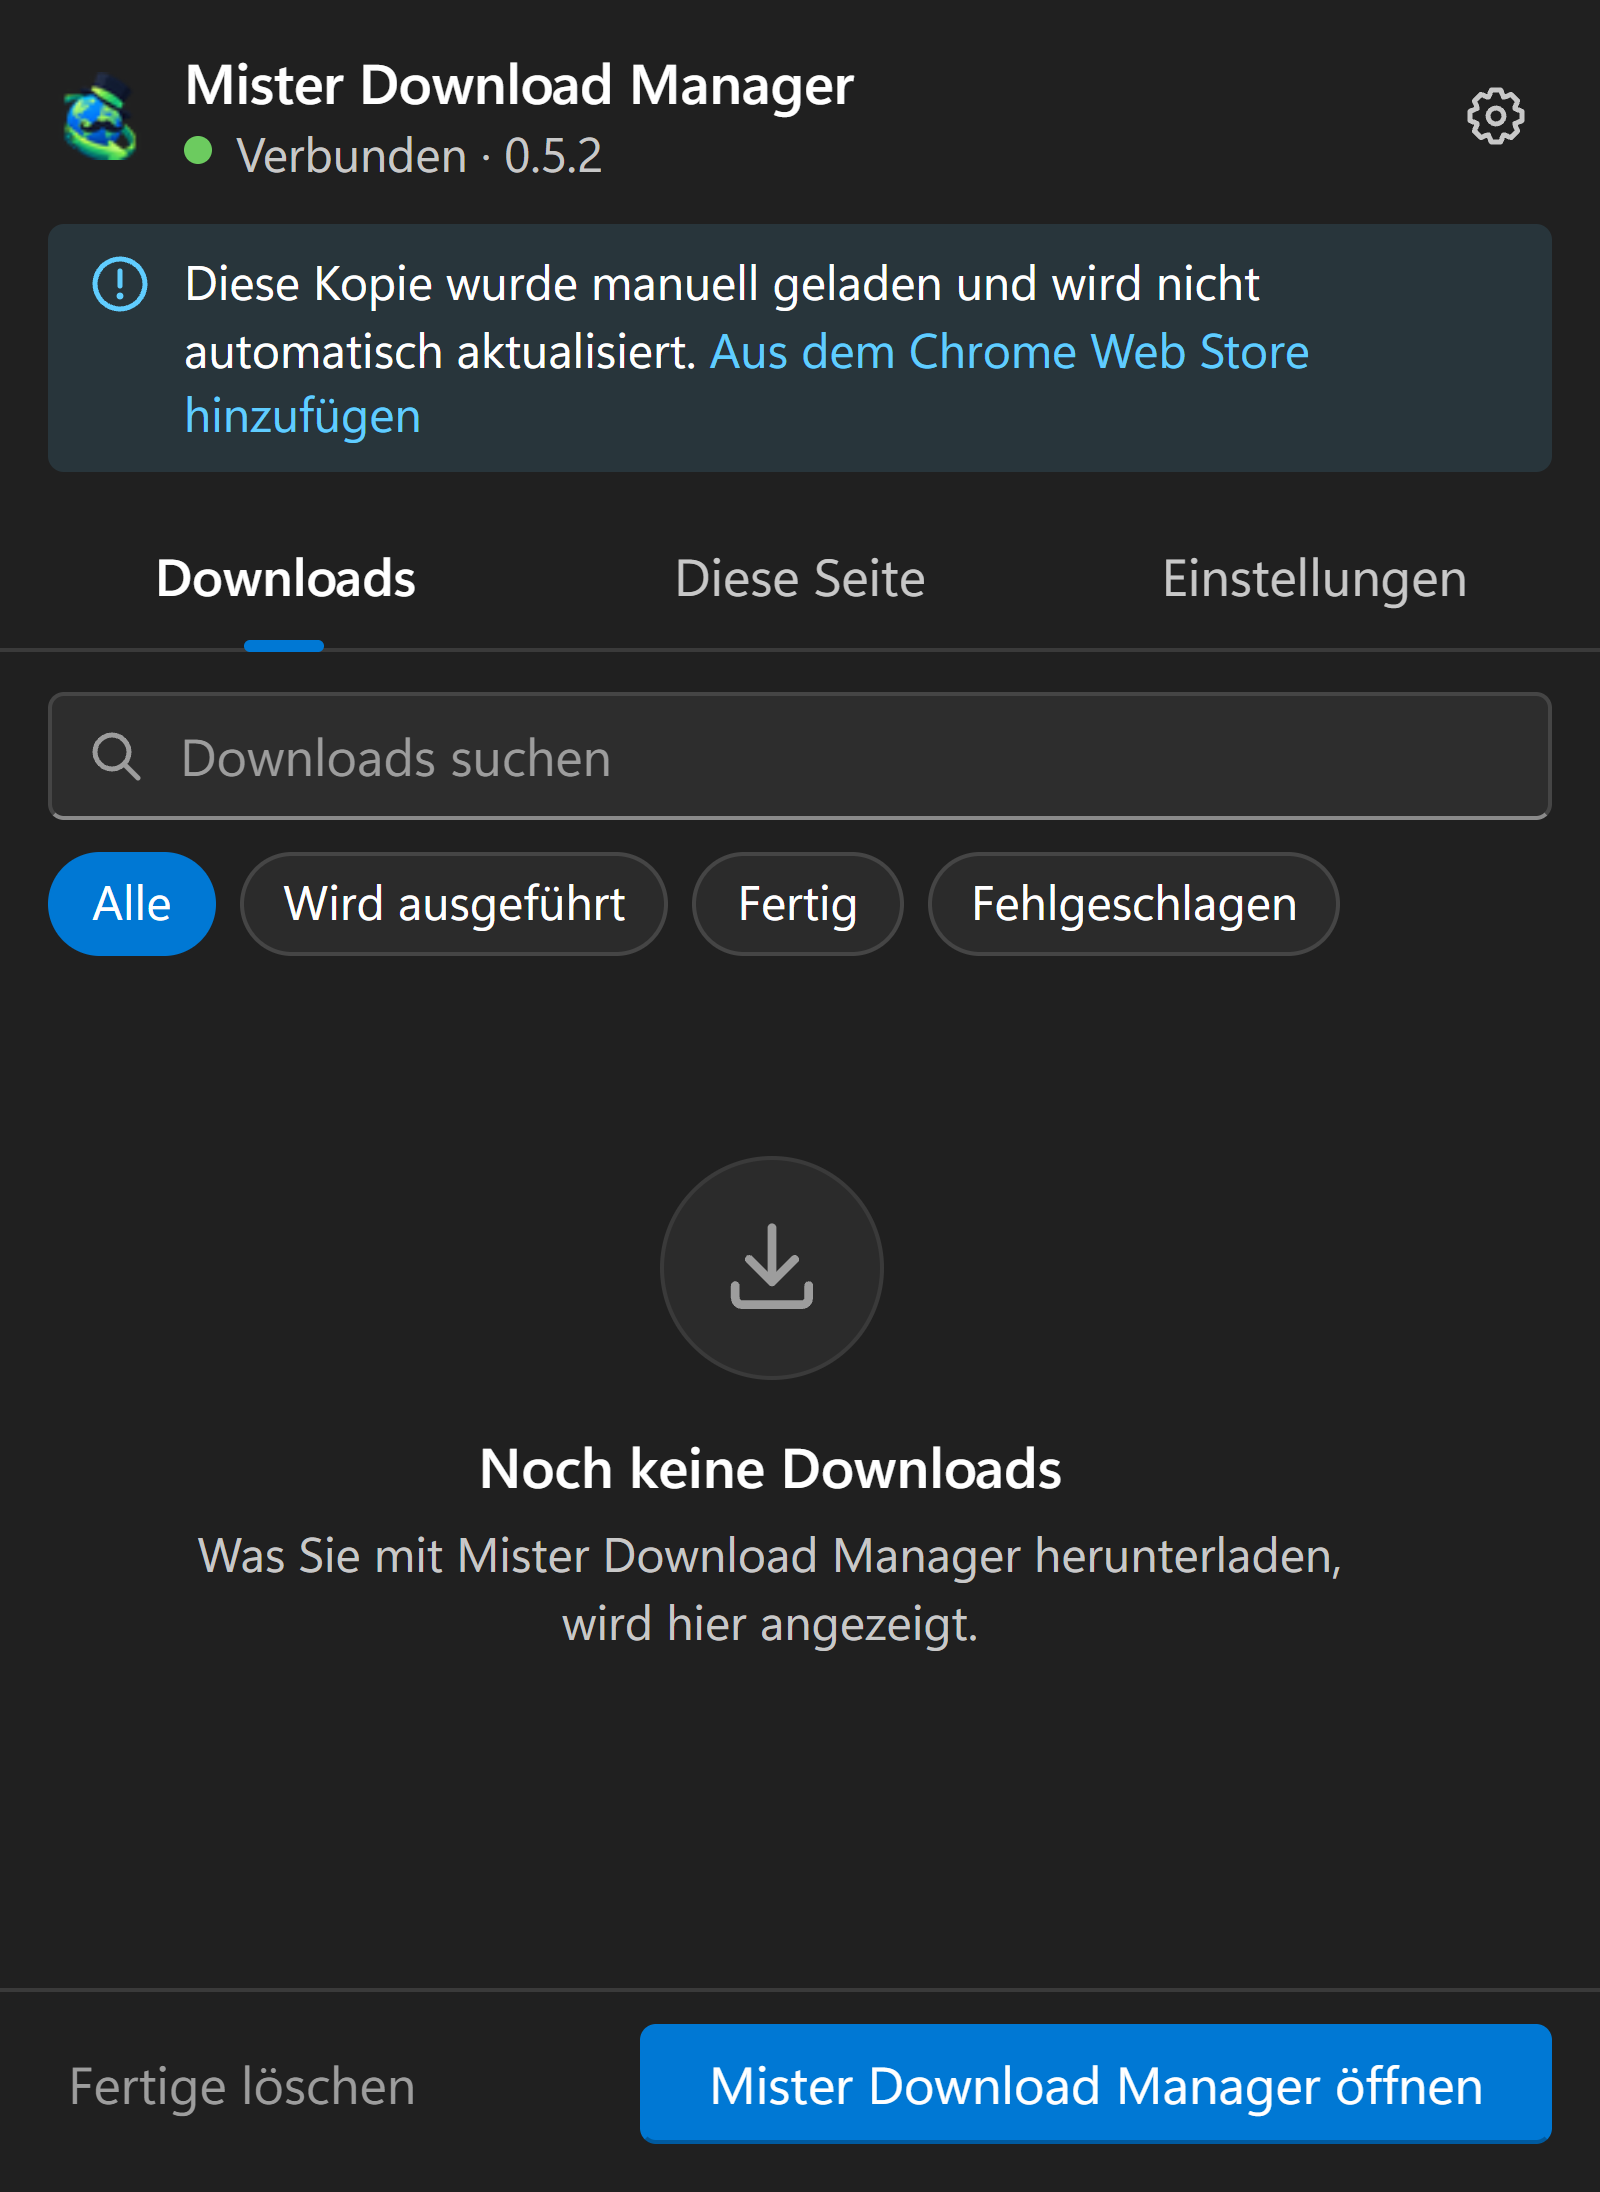 Mister Download Manager
Verbunden · 0.5.2
Diese Kopie wurde manuell geladen und wird nicht
automatisch aktualisiert. Aus dem Chrome Web Store
hinzufügen
Downloads
Diese Seite
Einstellungen
Downloads suchen
Alle
Wird ausgeführt
Fertig
Fehlgeschlagen
Noch keine Downloads
Was Sie mit Mister Download Manager herunterladen,
wird hier angezeigt.
Fertige löschen
Mister Download Manager öffnen